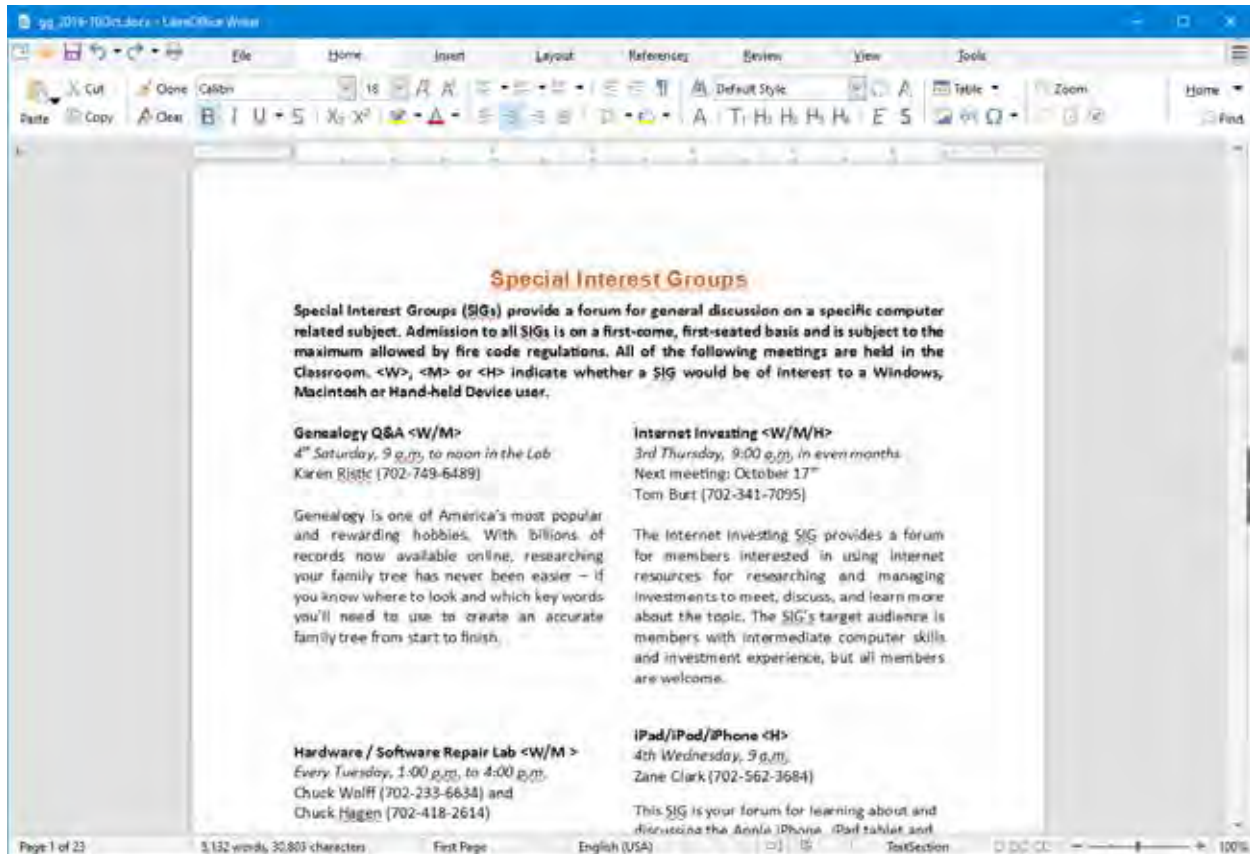 gg_2019-10Oct.docx - LibreOffice Writer
File Home Insert Layout References Review View Tools
Cut Clone Calibri 18 Default Style Table Zoom Home
Paste Copy Clear Find
Special Interest Groups
Special Interest Groups (SIGs) provide a forum for general discussion on a specific computer
related subject. Admission to all SIGs is on a first-come, first-seated basis and is subject to the
maximum allowed by fire code regulations. All of the following meetings are held in the
Classroom. <W>, <M> or <H> indicate whether a SIG would be of interest to a Windows,
Macintosh or Hand-held Device user.
Genealogy Q&A <W/M>
4th Saturday, 9 a.m. to noon in the Lab
Karen Ristic (702-749-6489)
Genealogy is one of America's most popular
and rewarding hobbies. With billions of
records now available online, researching
your family tree has never been easier – if
you know where to look and which key words
you'll need to use to create an accurate
family tree from start to finish.
Hardware / Software Repair Lab <W/M >
Every Tuesday, 1:00 p.m. to 4:00 p.m.
Chuck Wolff (702-233-6634) and
Chuck Hagen (702-418-2614)
Internet Investing <W/M/H>
3rd Thursday, 9:00 a.m. in even months
Next meeting: October 17th
Tom Burt (702-341-7095)
The Internet Investing SIG provides a forum
for members interested in using internet
resources for researching and managing
investments to meet, discuss, and learn more
about the topic. The SIG's target audience is
members with intermediate computer skills
and investment experience, but all members
are welcome.
iPad/iPod/iPhone <H>
4th Wednesday, 9 a.m.
Zane Clark (702-562-3684)
This SIG is your forum for learning about and
discussing the Apple iPhone, iPad tablet and
Page 1 of 23 5,132 words, 30,803 characters First Page English (USA) TextSection 100%